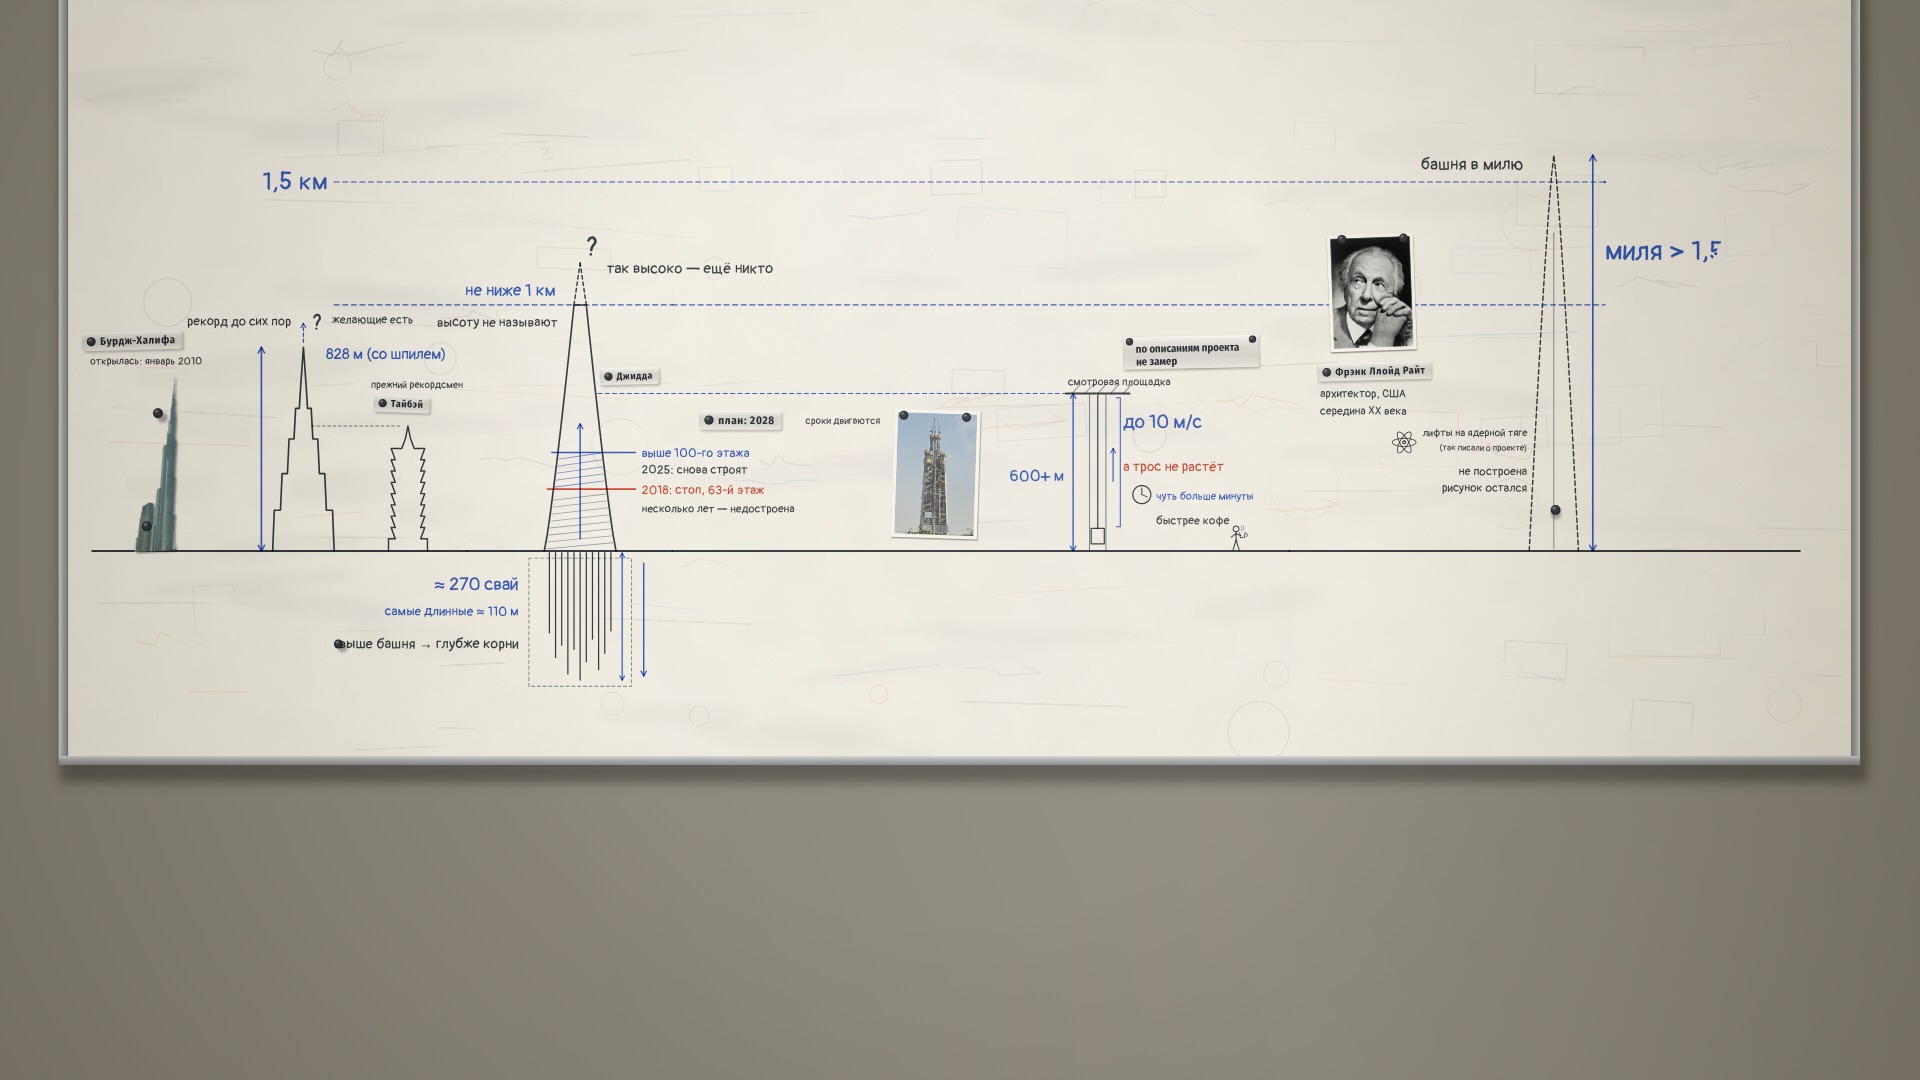 башня в милю
1,5 км
миля > 1,
?
так высоко — ещё никто
не ниже 1 км
рекорд до сих пор
?
желающие есть
высоту не называют
Бурдж-Халифа
открылась: январь 2010
828 м (со шпилем)
прежний рекордсмен
Тайбэй
Джидда
план: 2028
сроки двигаются
выше 100-го этажа
2025: снова строят
2018: стоп, 63-й этаж
несколько лет — недостроена
по описаниям проекта
не замер
смотровая площадка
до 10 м/с
600+ м
а трос не растёт
чуть больше минуты
быстрее кофе
Фрэнк Ллойд Райт
архитектор, США
середина XX века
лифты на ядерной тяге
(так писали о проекте)
не построена
рисунок остался
≈ 270 свай
самые длинные ≈ 110 м
выше башня → глубже корни